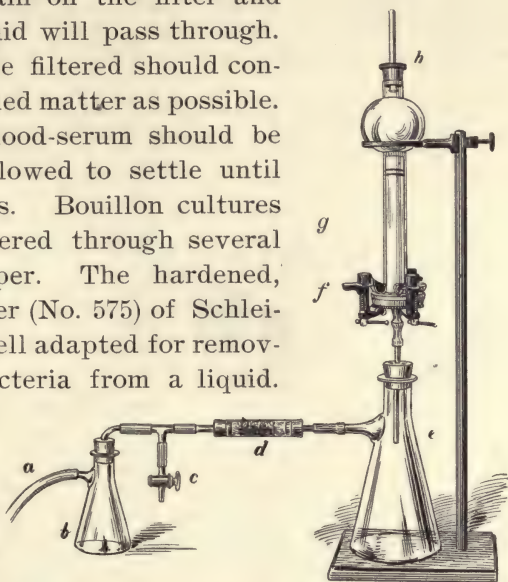 ain on the filter and
id will pass through.
e filtered should con-
ed matter as possible.
ood-serum should be
lowed to settle until
s. Bouillon cultures
ered through several
per. The hardened,
er (No. 575) of Schlei-
ell adapted for remov-
cteria from a liquid.
h
g
f
e
d
a
c
b